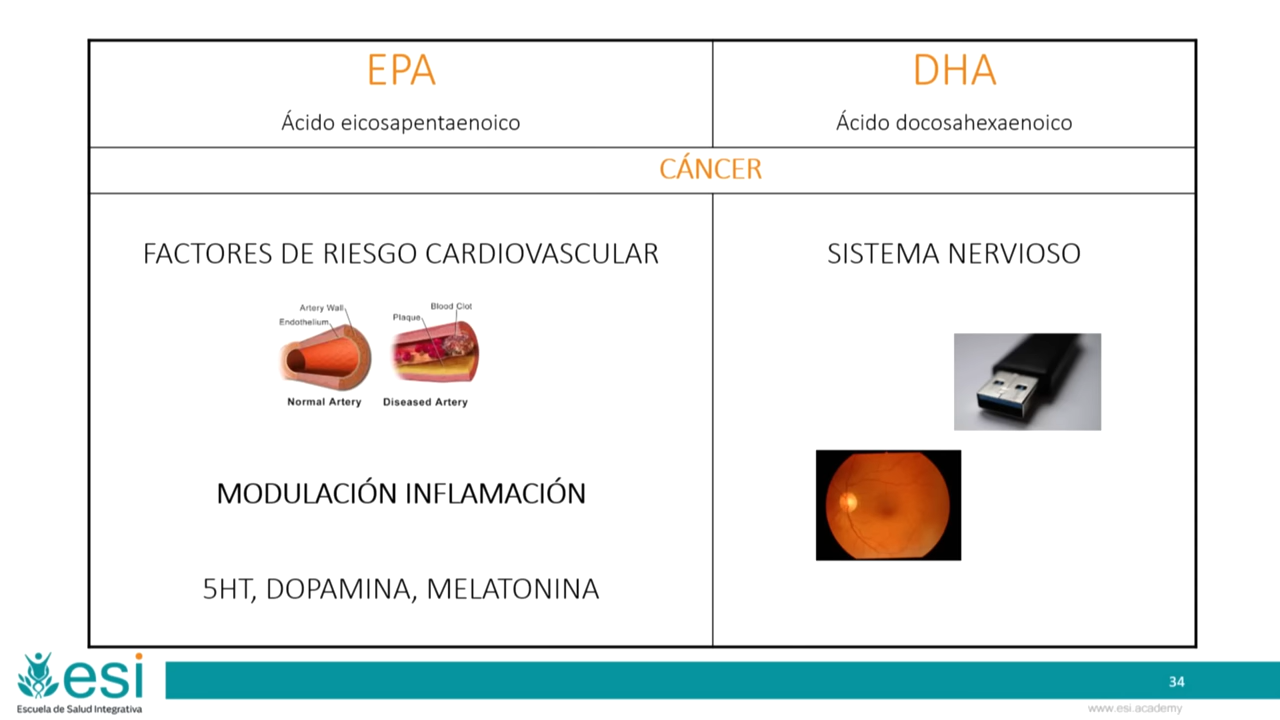 EPA
Ácido eicosapentaenoico
DHA
Ácido docosahexaenoico
CÁNCER
FACTORES DE RIESGO CARDIOVASCULAR
Artery Wall
Endothelium
Normal Artery
Blood Clot
Plaque
Diseased Artery
MODULACIÓN INFLAMACIÓN
5HT, DOPAMINA, MELATONINA
SISTEMA NERVIOSO
esi
Escuela de Salud Integrativa
34
www.esi.academy